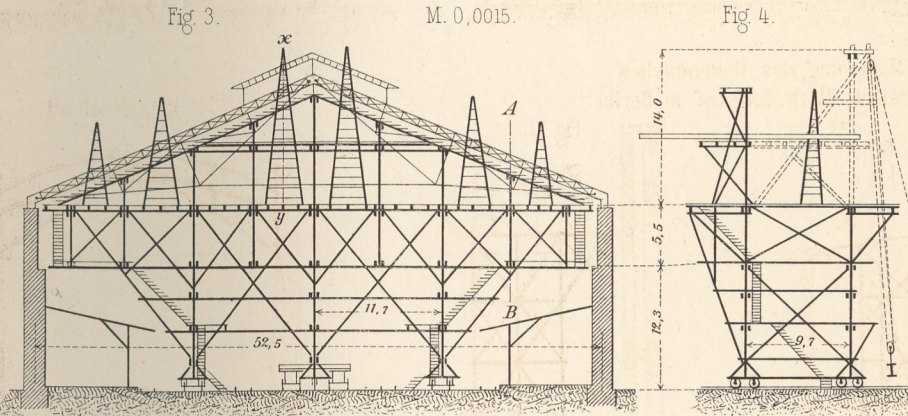 Fig. 3.
M. 0,0015.
Fig. 4.
x
A
14,0
y
5,5
11,7
B
12,3
52,5
9,7